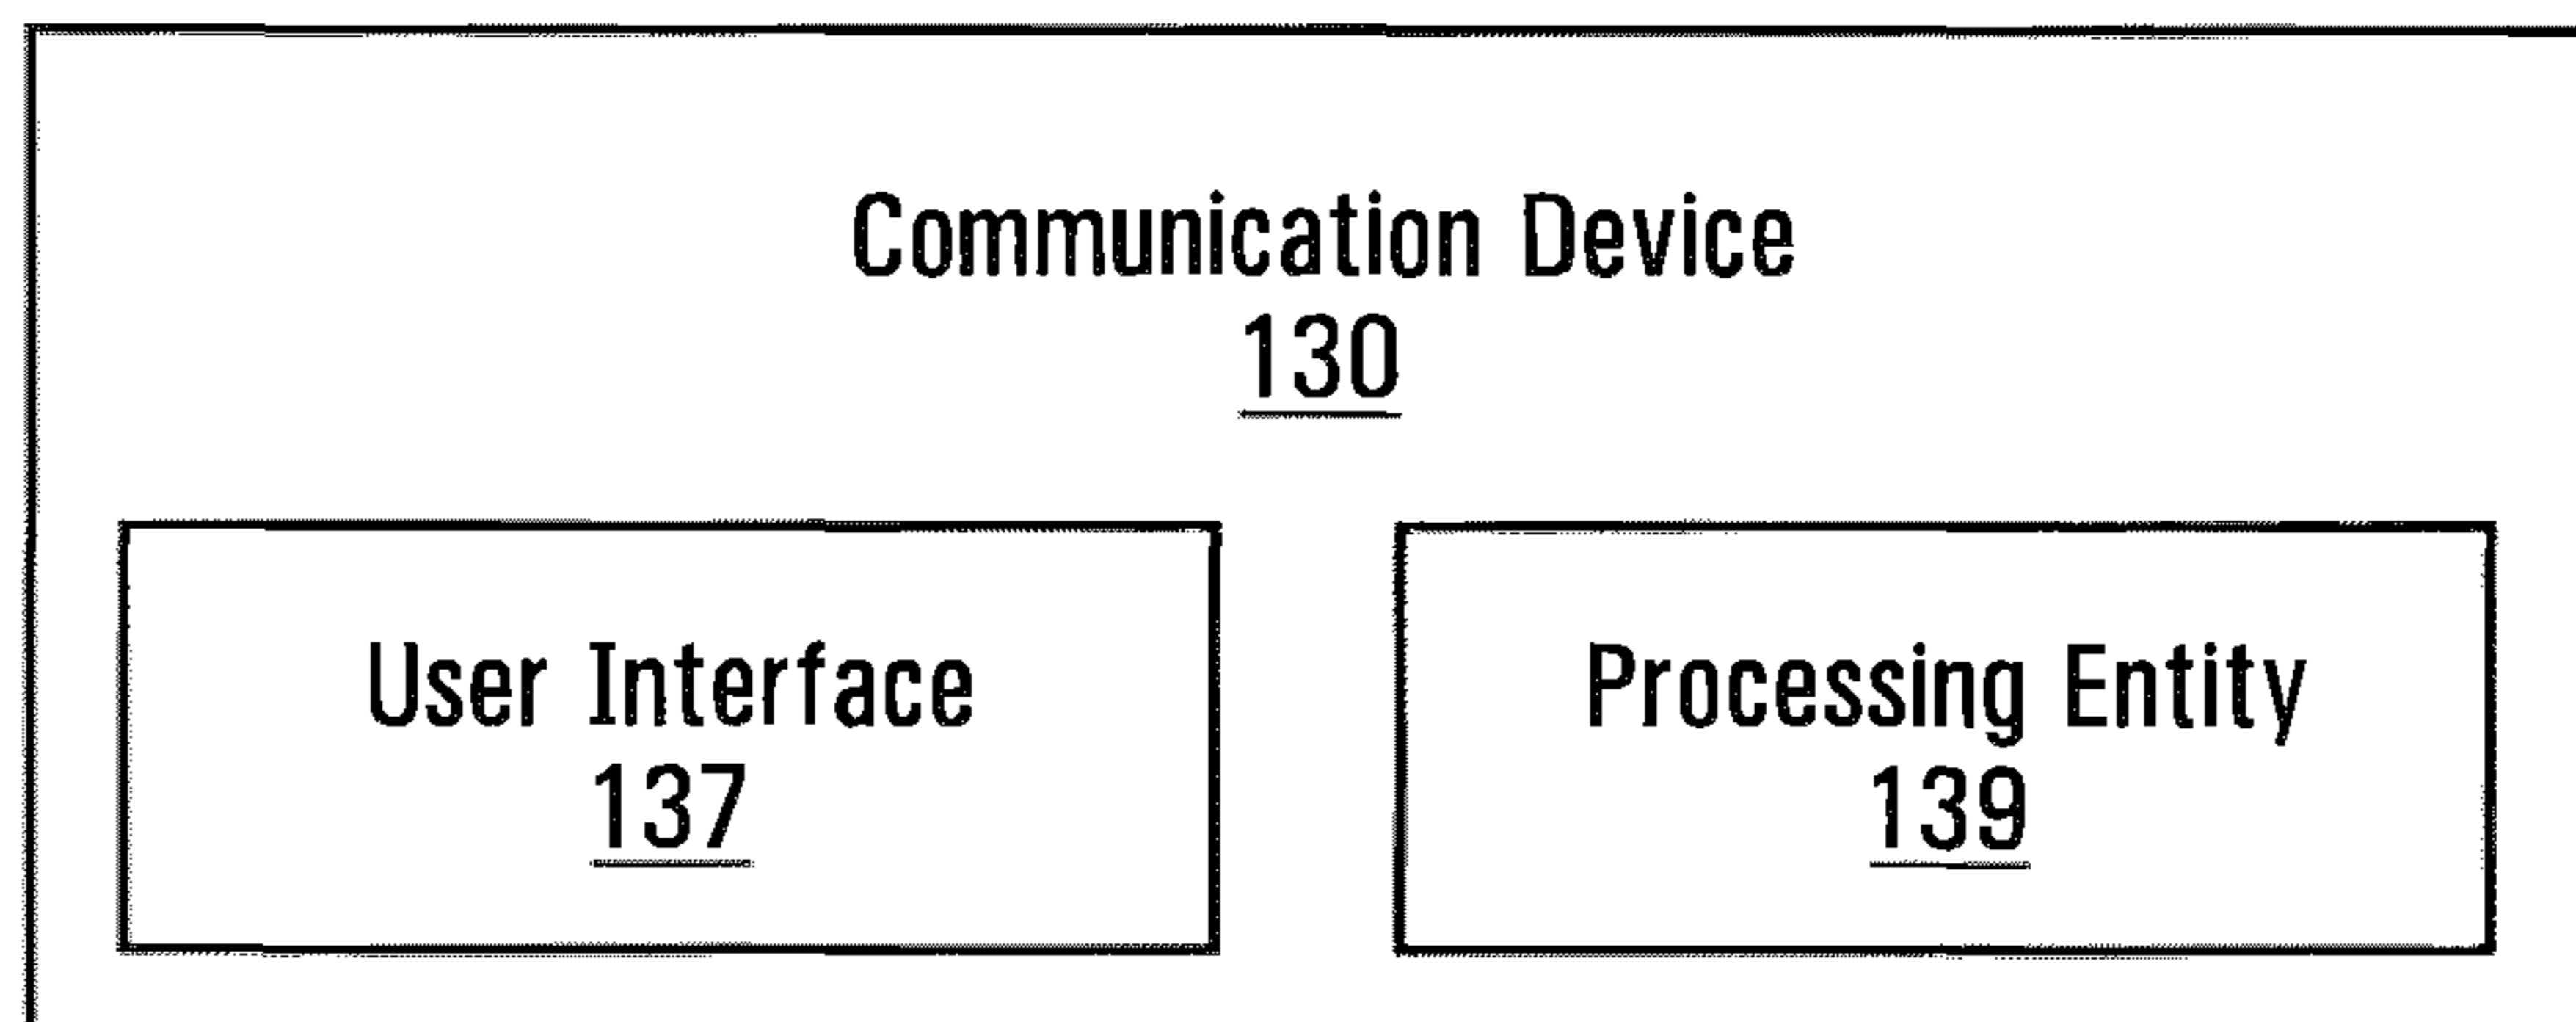 Communication Device
130
User Interface
137
Processing Entity
139